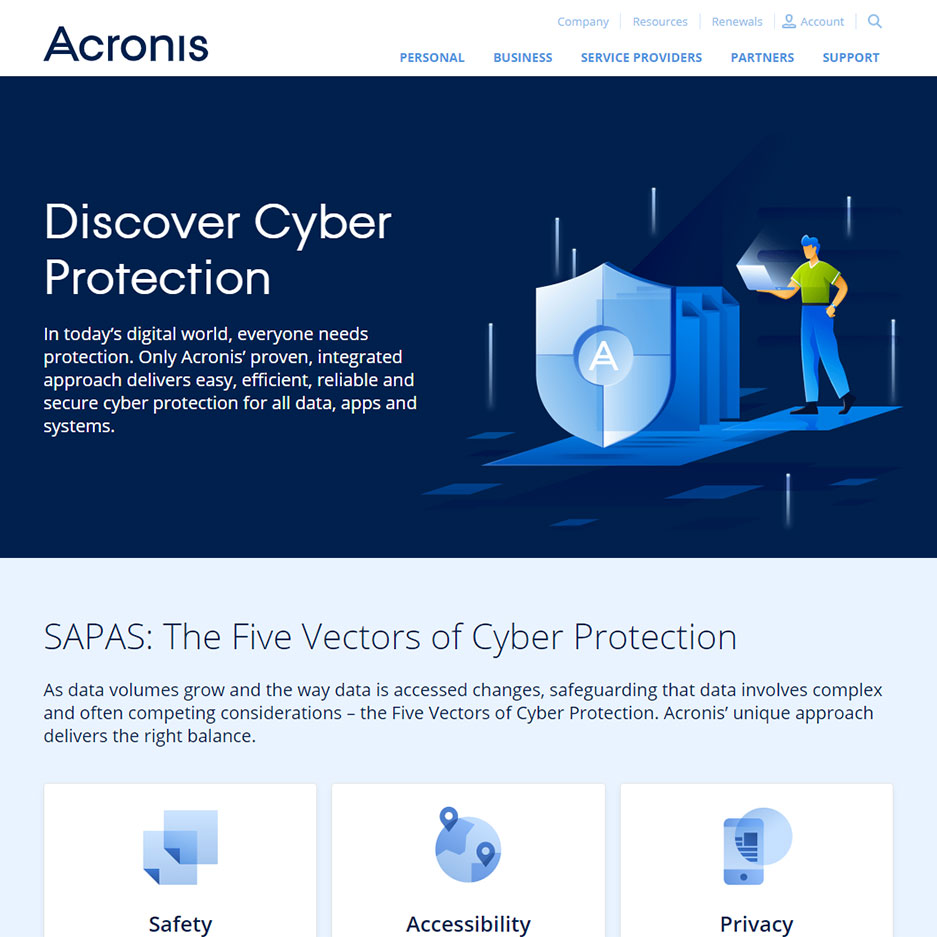 Acronis
Company
Resources
Renewals
Account
PERSONAL
BUSINESS
SERVICE PROVIDERS
PARTNERS
SUPPORT
Discover Cyber
Protection
In today’s digital world, everyone needs
protection. Only Acronis’ proven, integrated
approach delivers easy, efficient, reliable and
secure cyber protection for all data, apps and
systems.
A
SAPAS: The Five Vectors of Cyber Protection
As data volumes grow and the way data is accessed changes, safeguarding that data involves complex
and often competing considerations – the Five Vectors of Cyber Protection. Acronis’ unique approach
delivers the right balance.
Safety
Accessibility
Privacy